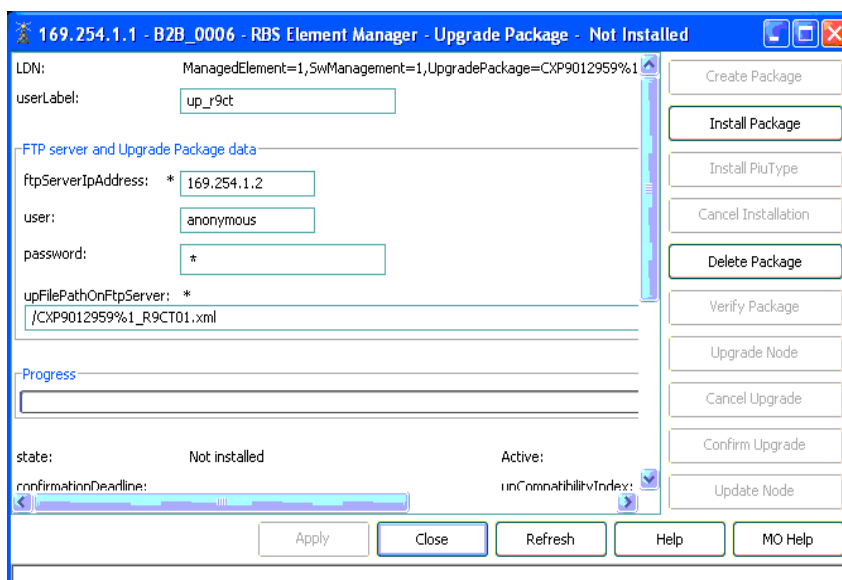 169.254.1.1 - B2B_0006 - RBS Element Manager - Upgrade Package - Not Installed
LDN: ManagedElement=1,SwManagement=1,UpgradePackage=CXP9012959%1
userLabel: up_r9ct
FTP server and Upgrade Package data
ftpServerIpAddress: * 169.254.1.2
user: anonymous
password: *
upFilePathOnFtpServer: *
/CXP9012959%1_R9CT01.xml
Progress
state: Not installed Active:
confirmationDeadline: upCompatibilityIndex:
Create Package
Install Package
Install PiuType
Cancel Installation
Delete Package
Verify Package
Upgrade Node
Cancel Upgrade
Confirm Upgrade
Update Node
Apply Close Refresh Help MO Help